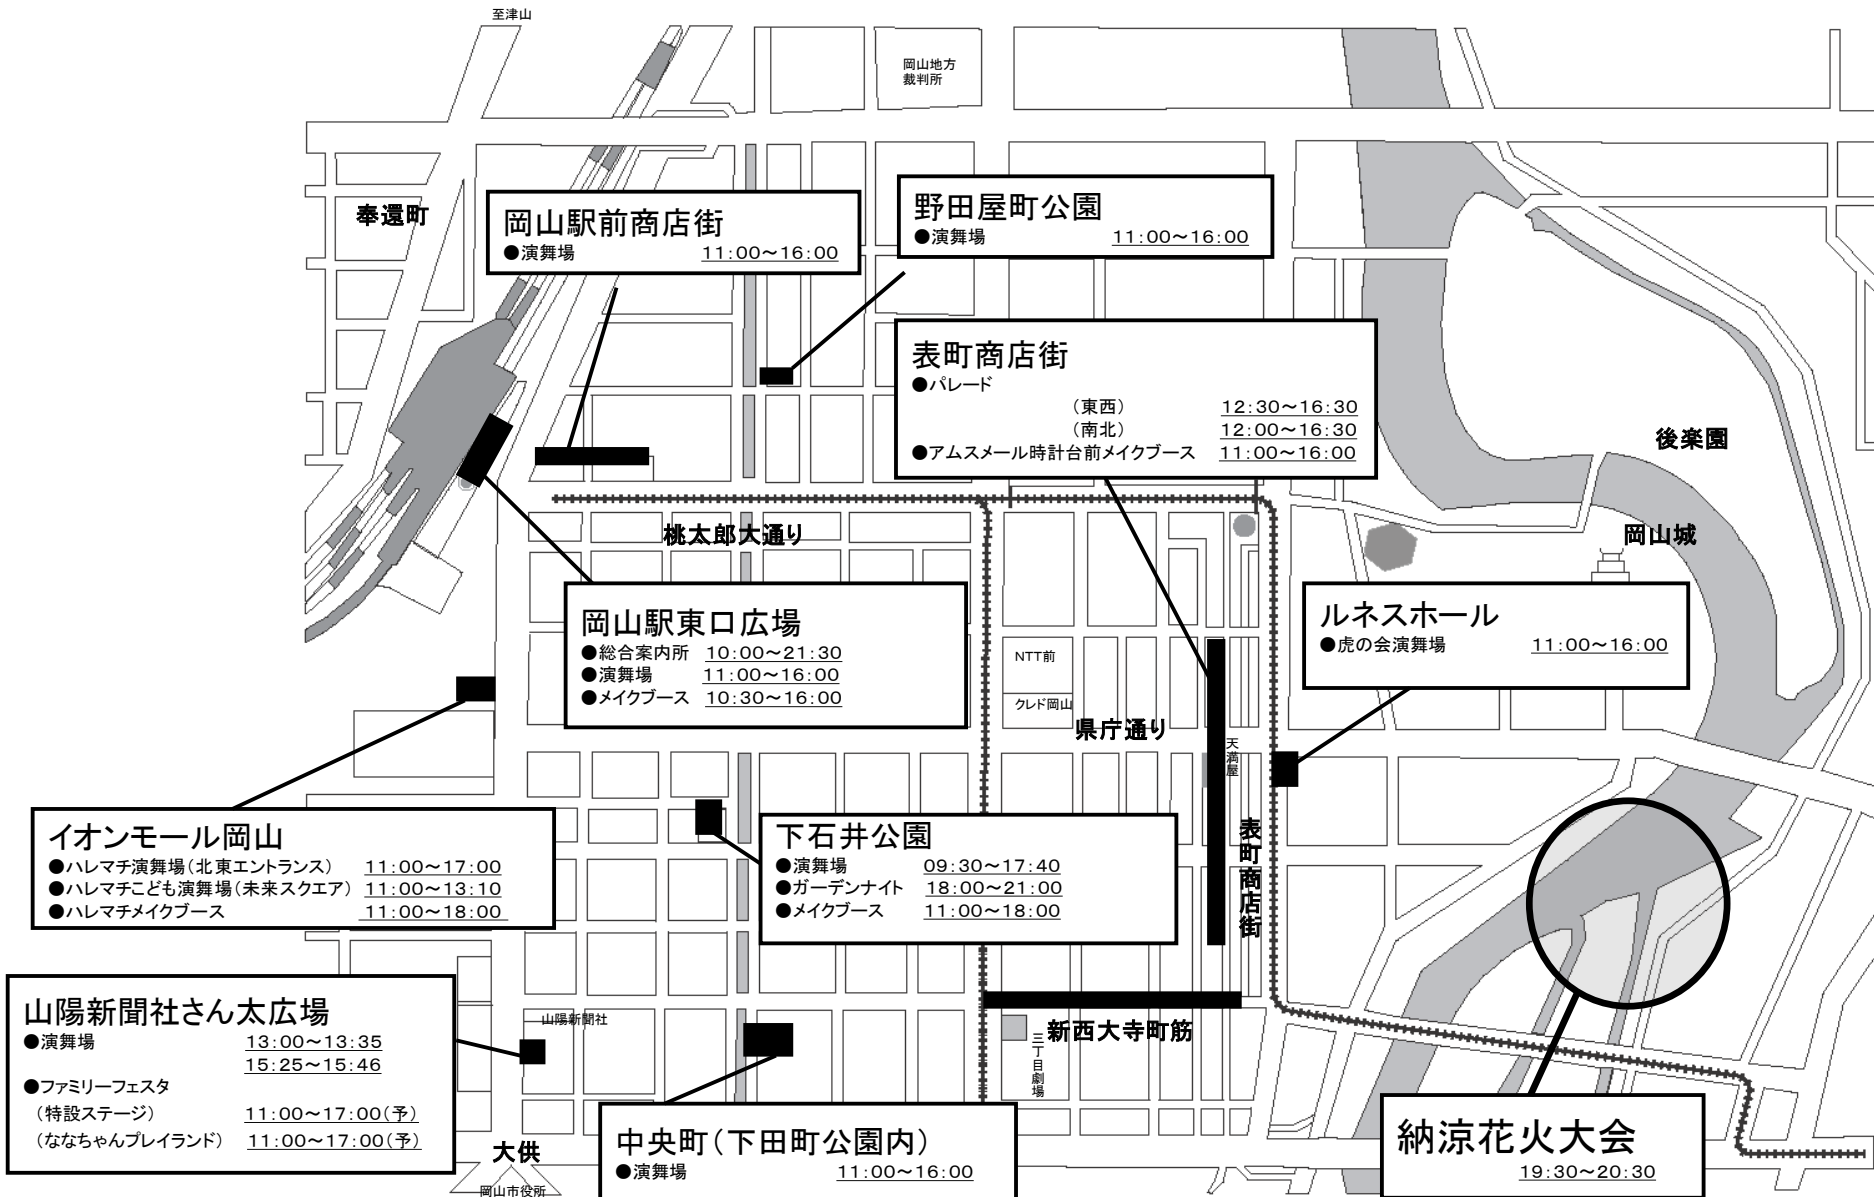 至津山
岡山地方
裁判所
奉還町
岡山駅前商店街
●演舞場 11:00～16:00
野田屋町公園
●演舞場 11:00～16:00
表町商店街
●パレード
（東西） 12:30～16:30
（南北） 12:00～16:30
●アムスメール時計台前メイクブース 11:00～16:00
後楽園
岡山城
桃太郎大通り
岡山駅東口広場
●総合案内所 10:00～21:30
●演舞場 11:00～16:00
●メイクブース 10:30～16:00
NTT前
クレド岡山
県庁通り
天満屋
ルネスホール
●虎の会演舞場 11:00～16:00
イオンモール岡山
●ハレマチ演舞場（北東エントランス） 11:00～17:00
●ハレマチこども演舞場（未来スクエア） 11:00～13:10
●ハレマチメイクブース 11:00～18:00
下石井公園
●演舞場 09:30～17:40
●ガーデンナイト 18:00～21:00
●メイクブース 11:00～18:00
表町商店街
山陽新聞社さん太広場
●演舞場 13:00～13:35
15:25～15:46
●ファミリーフェスタ
（特設ステージ） 11:00～17:00（予）
（ななちゃんプレイランド） 11:00～17:00（予）
山陽新聞社
新西大寺町筋
三丁目劇場
大供
岡山市役所
中央町（下田町公園内）
●演舞場 11:00～16:00
納涼花火大会
19:30～20:30